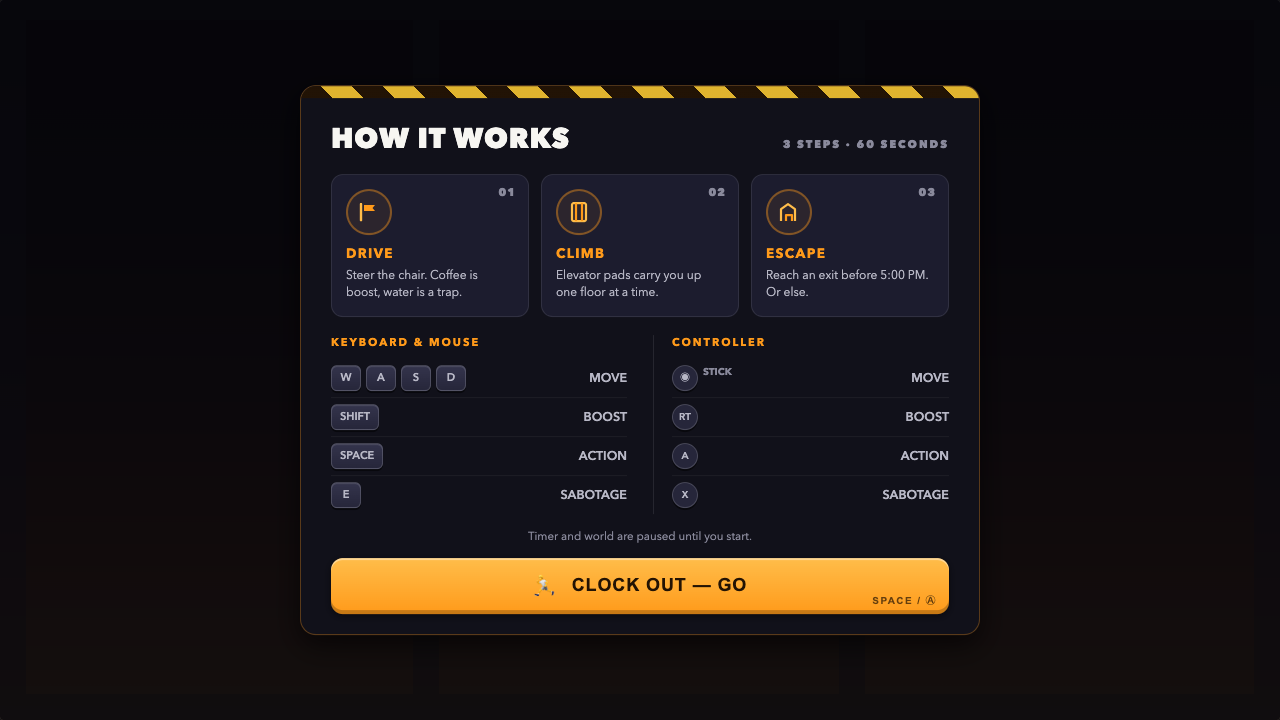 HOW IT WORKS
3 STEPS · 60 SECONDS
01
DRIVE
Steer the chair. Coffee is
boost, water is a trap.
02
CLIMB
Elevator pads carry you up
one floor at a time.
03
ESCAPE
Reach an exit before 5:00 PM.
Or else.
KEYBOARD & MOUSE
W A S D MOVE
SHIFT BOOST
SPACE ACTION
E SABOTAGE
CONTROLLER
◉ STICK MOVE
RT BOOST
A ACTION
X SABOTAGE
Timer and world are paused until you start.
CLOCK OUT — GO
SPACE / Ⓐ